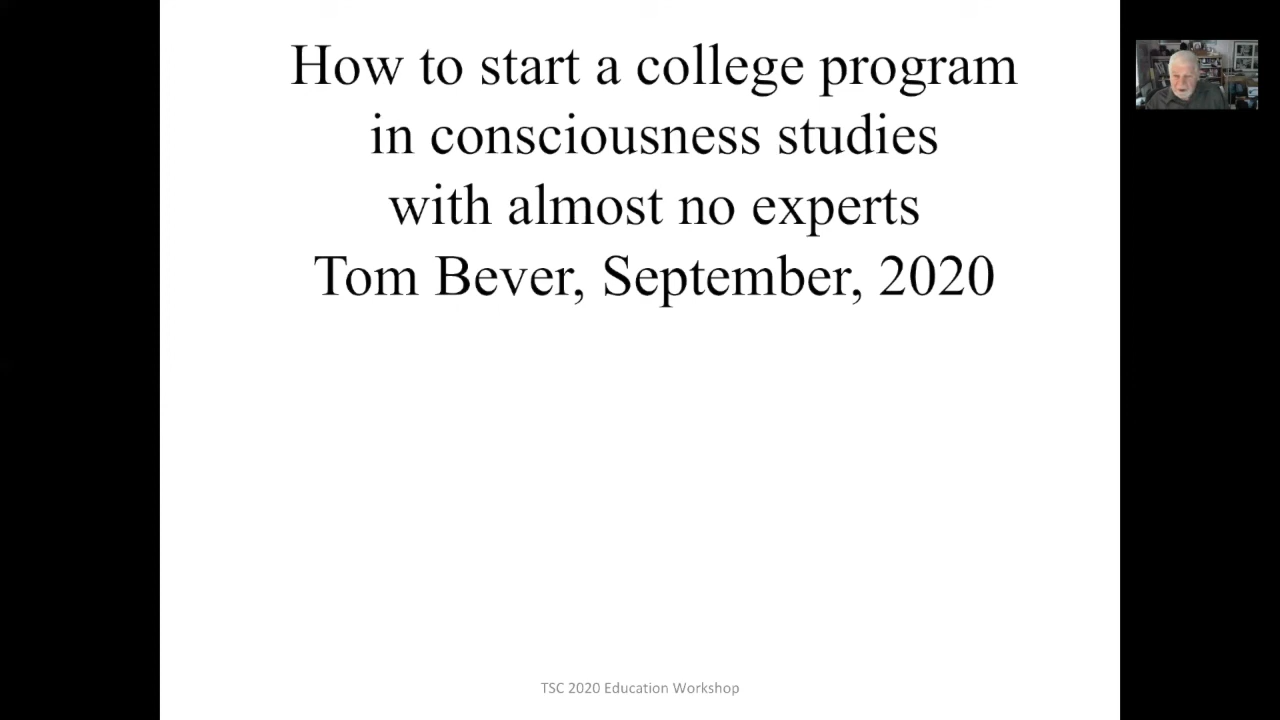 How to start a college program
in consciousness studies
with almost no experts
Tom Bever, September, 2020
TSC 2020 Education Workshop